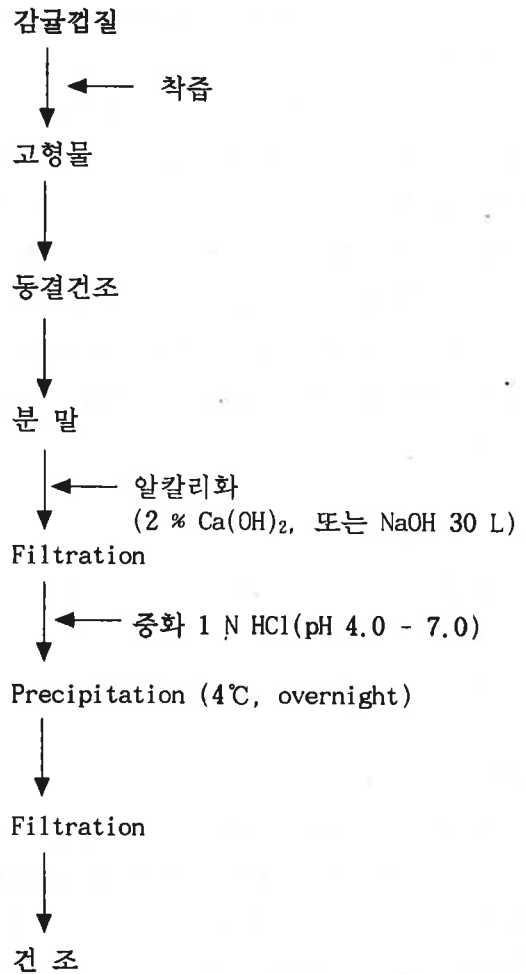 감귤껍질
착즙
고형물
동결건조
분 말
알칼리화
(2 % Ca(OH)₂, 또는 NaOH 30 L)
Filtration
중화 1 N HCl(pH 4.0 - 7.0)
Precipitation (4℃, overnight)
Filtration
건 조